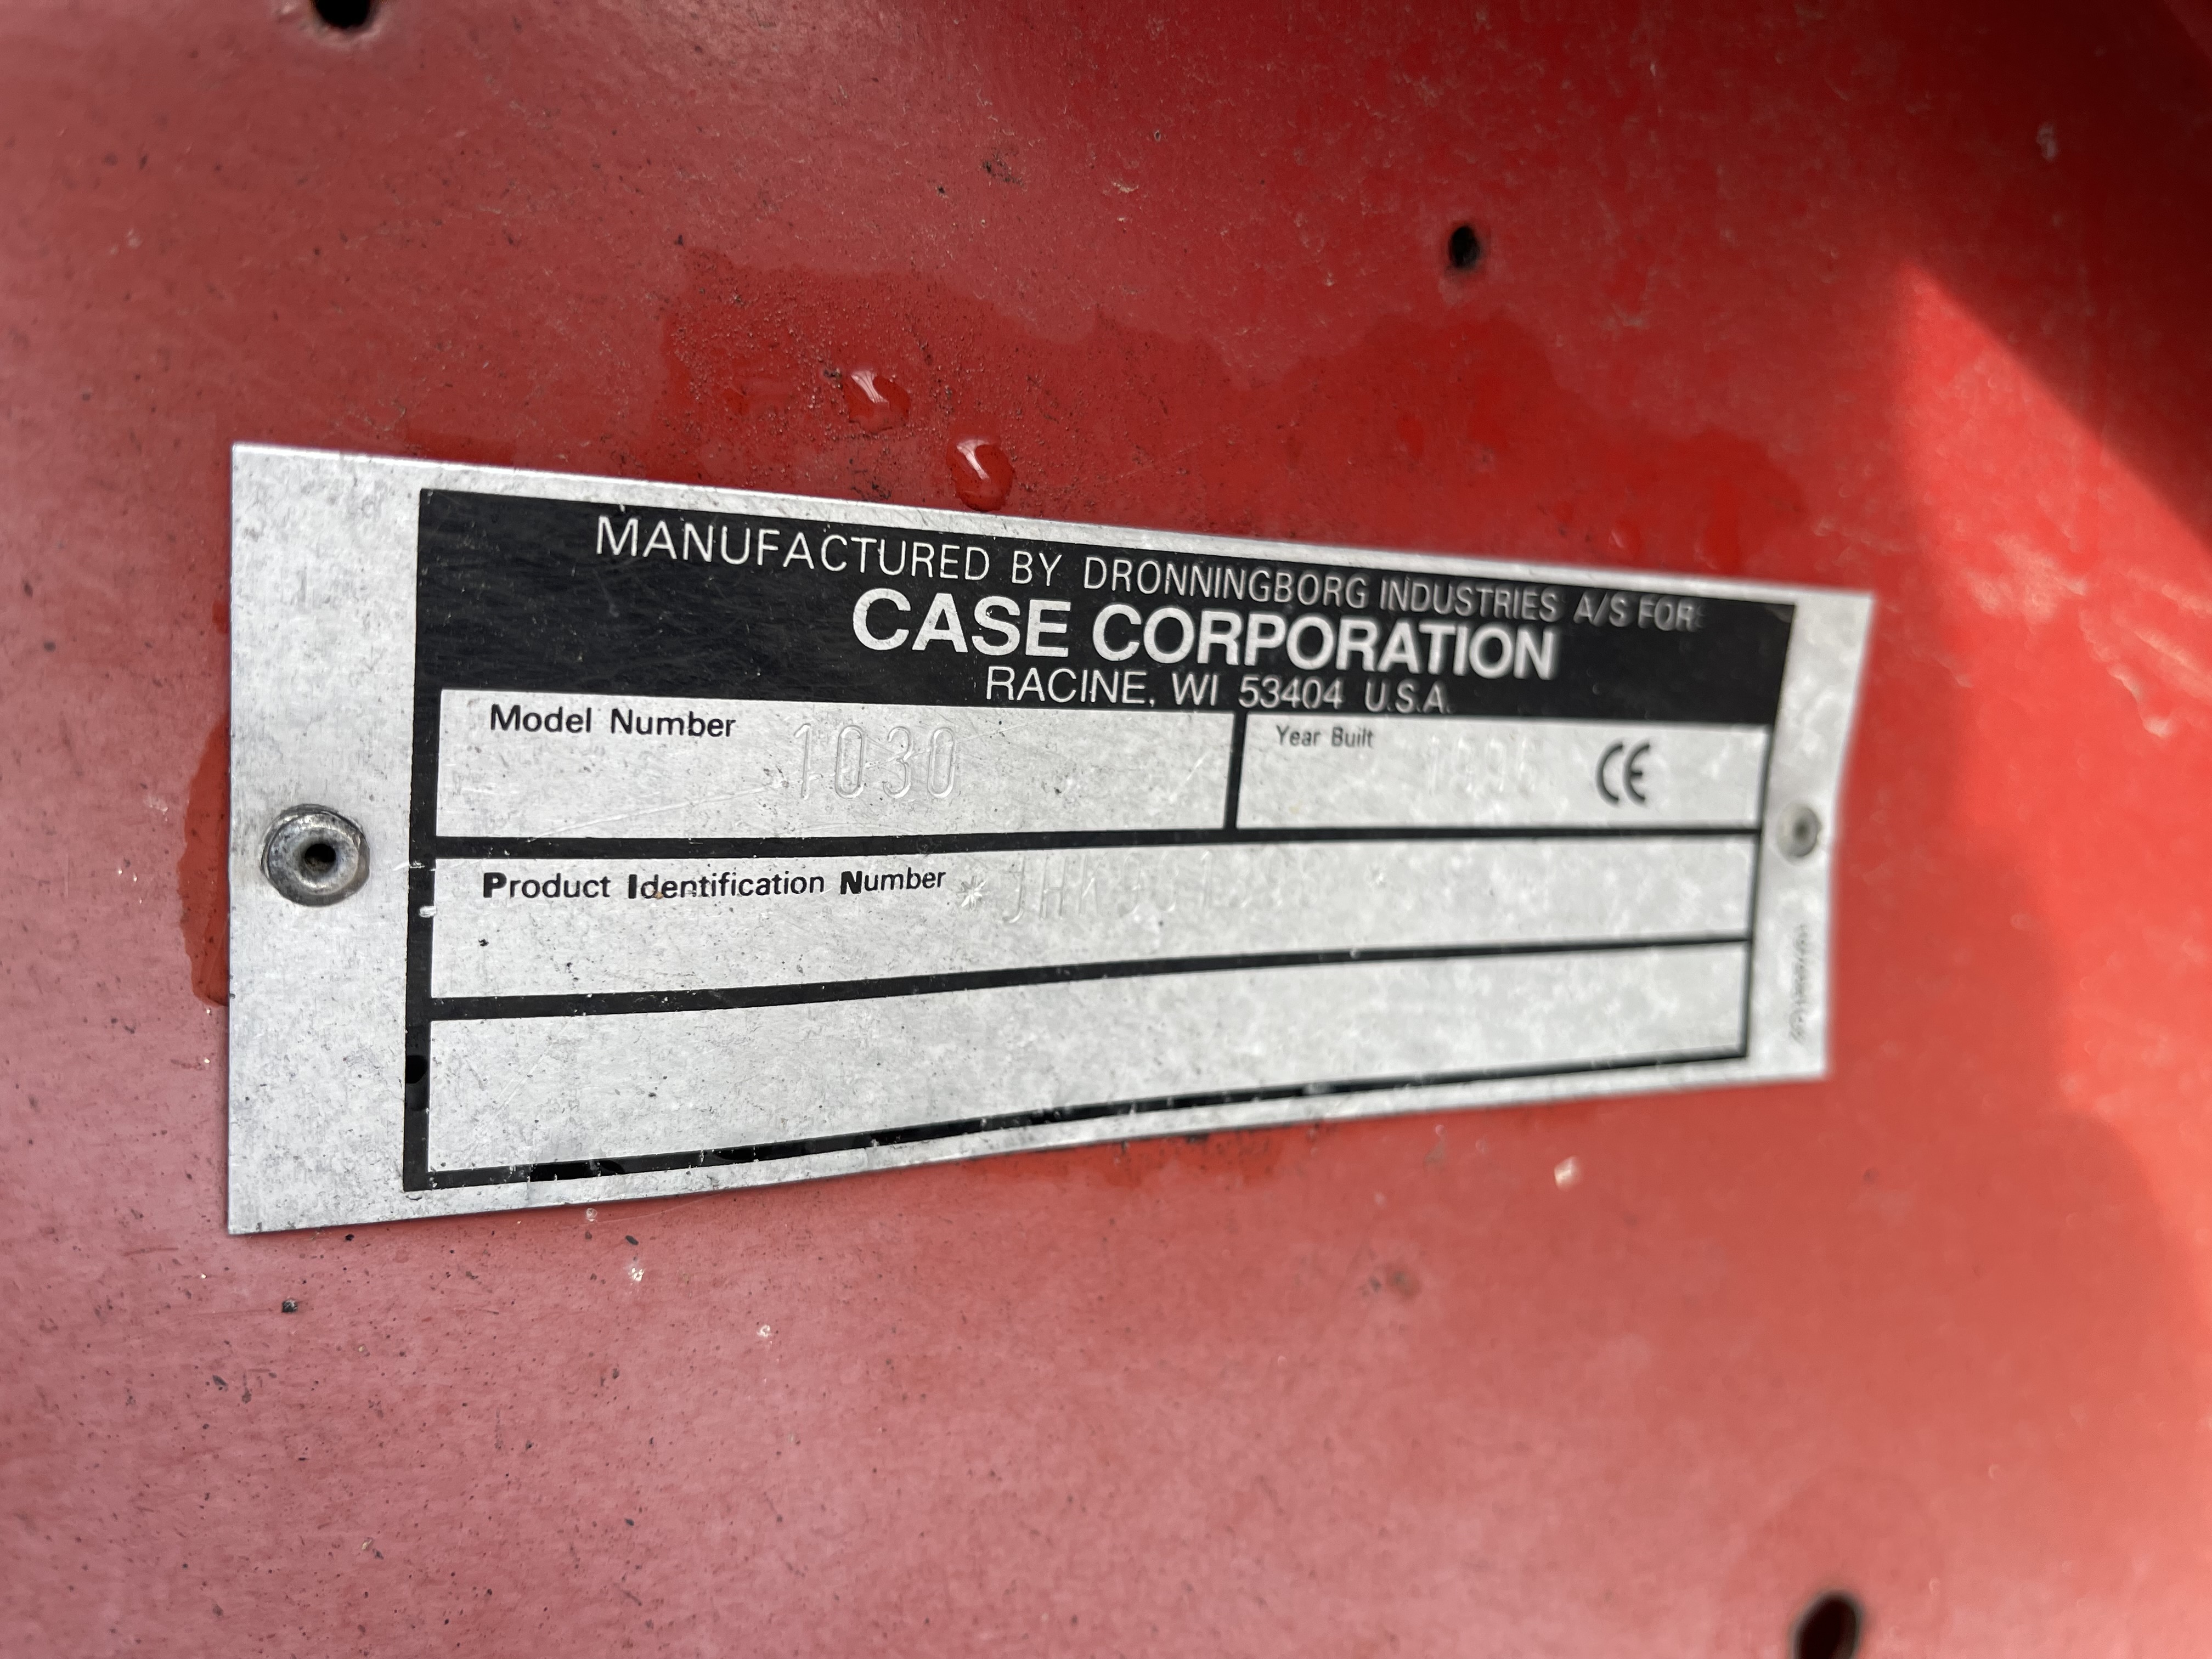 MANUFACTURED BY DRONNINGBORG INDUSTRIES A/S FOR
CASE CORPORATION
RACINE, WI 53404 U.S.A.
Model Number 1030
Year Built CE
Product Identification Number